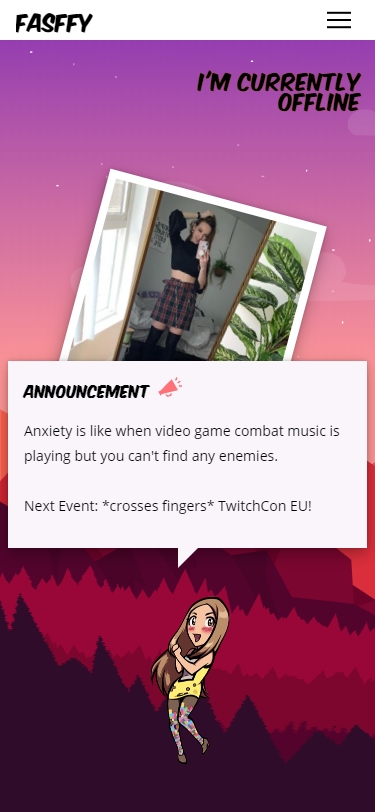 FASFFY
I'M CURRENTLY
OFFLINE
ANNOUNCEMENT
Anxiety is like when video game combat music is
playing but you can't find any enemies.
Next Event: *crosses fingers* TwitchCon EU!